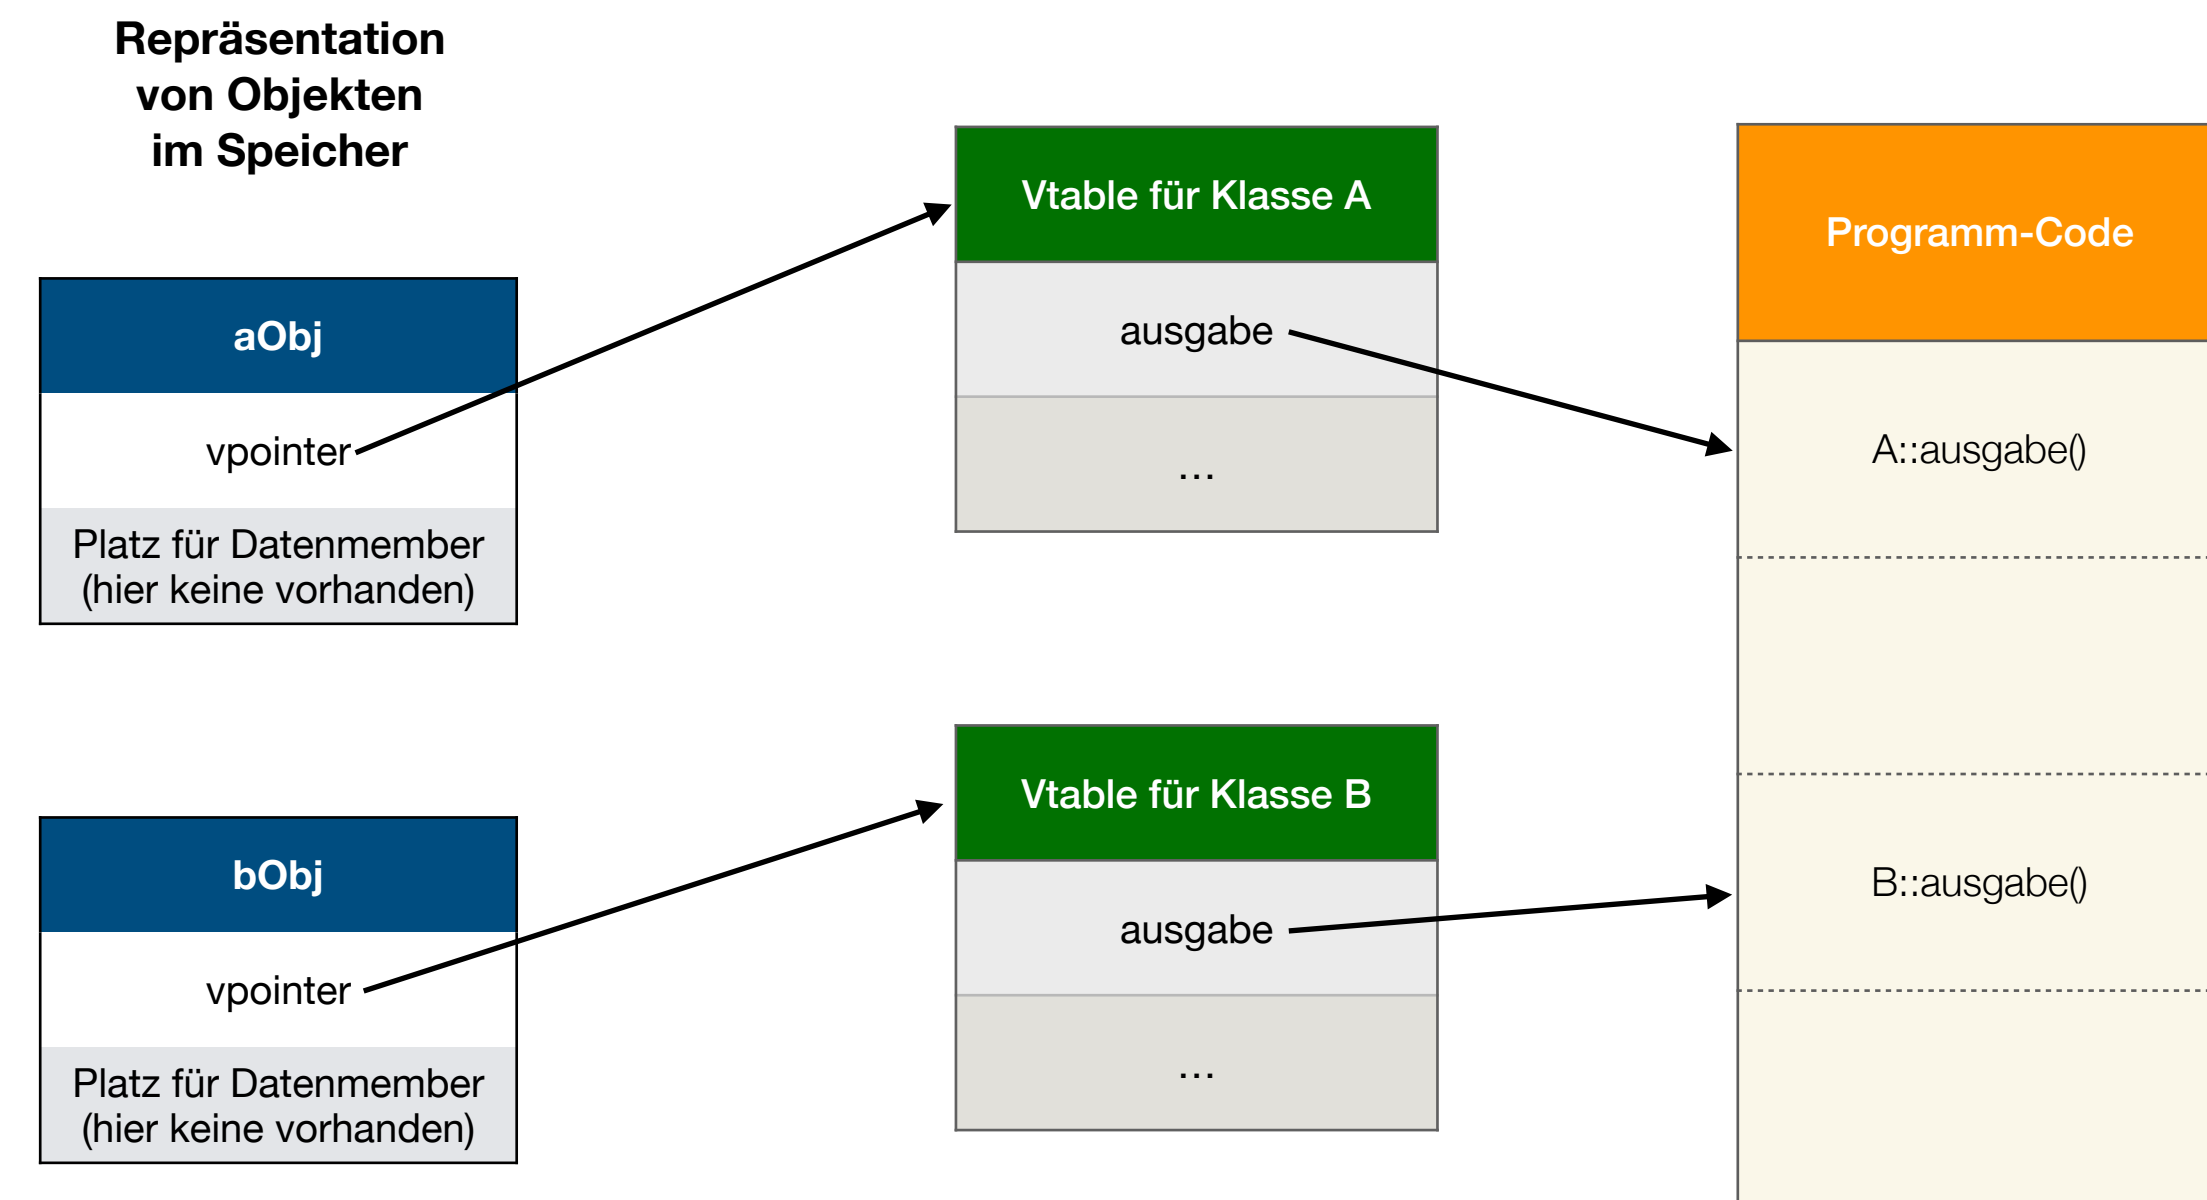 Repräsentation
von Objekten
im Speicher
aObj
vpointer
Platz für Datenmember
(hier keine vorhanden)
bObj
vpointer
Platz für Datenmember
(hier keine vorhanden)
Vtable für Klasse A
ausgabe
…
Vtable für Klasse B
ausgabe
…
Programm-Code
A::ausgabe()
B::ausgabe()